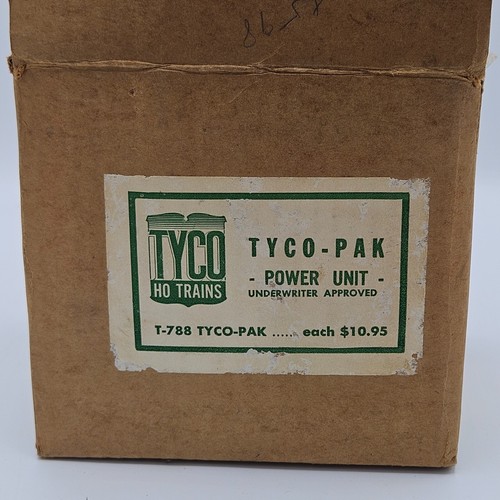 TYCO
HO TRAINS
TYCO-PAK
- POWER UNIT -
UNDERWRITER APPROVED
T-788 TYCO-PAK ..... each $10.95